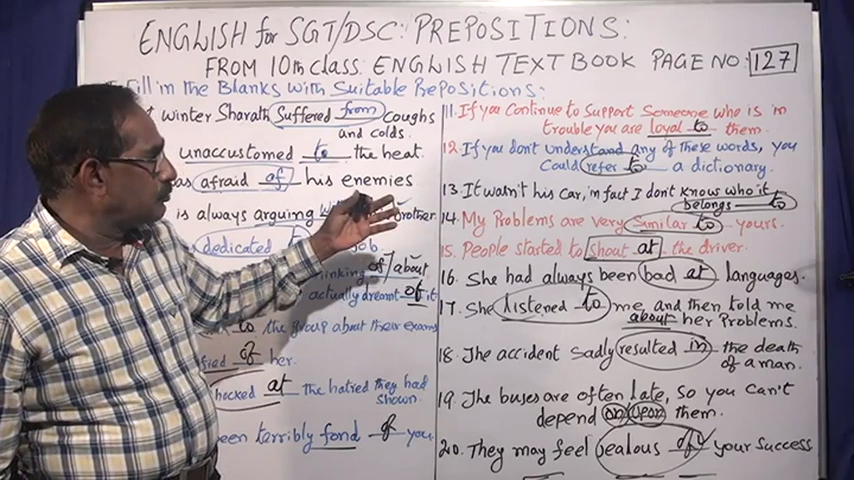 ENGLISH for SGT/DSC: PREPOSITIONS:
FROM 10th class ENGLISH TEXT BOOK PAGE NO: 127
Fill in the Blanks with Suitable Prepositions:
winter Sharath Suffered from coughs
and colds.
unaccustomed to the heat.
afraid of his enemies
is always arguing brother
dedicated job.
thinking of/about
actually dreamt of it
to the group about their exams
of her.
shocked at the hatred they had
shown.
been terribly fond of you.
11. If you Continue to Support Someone who is in
trouble you are loyal to them.
12. If you don't understand any of these words, you
Could refer to a dictionary.
13. It wasn't his car, in fact I don't know who it
belongs to
14. My Problems are very Similar to yours.
15. People started to shout at the driver.
16. She had always been bad at languages.
17. She listened to me and then told me
about her Problems.
18. The accident sadly resulted in the death
of a man.
19. The buses are often late, so you can't
depend on/upon them.
20. They may feel jealous of your success